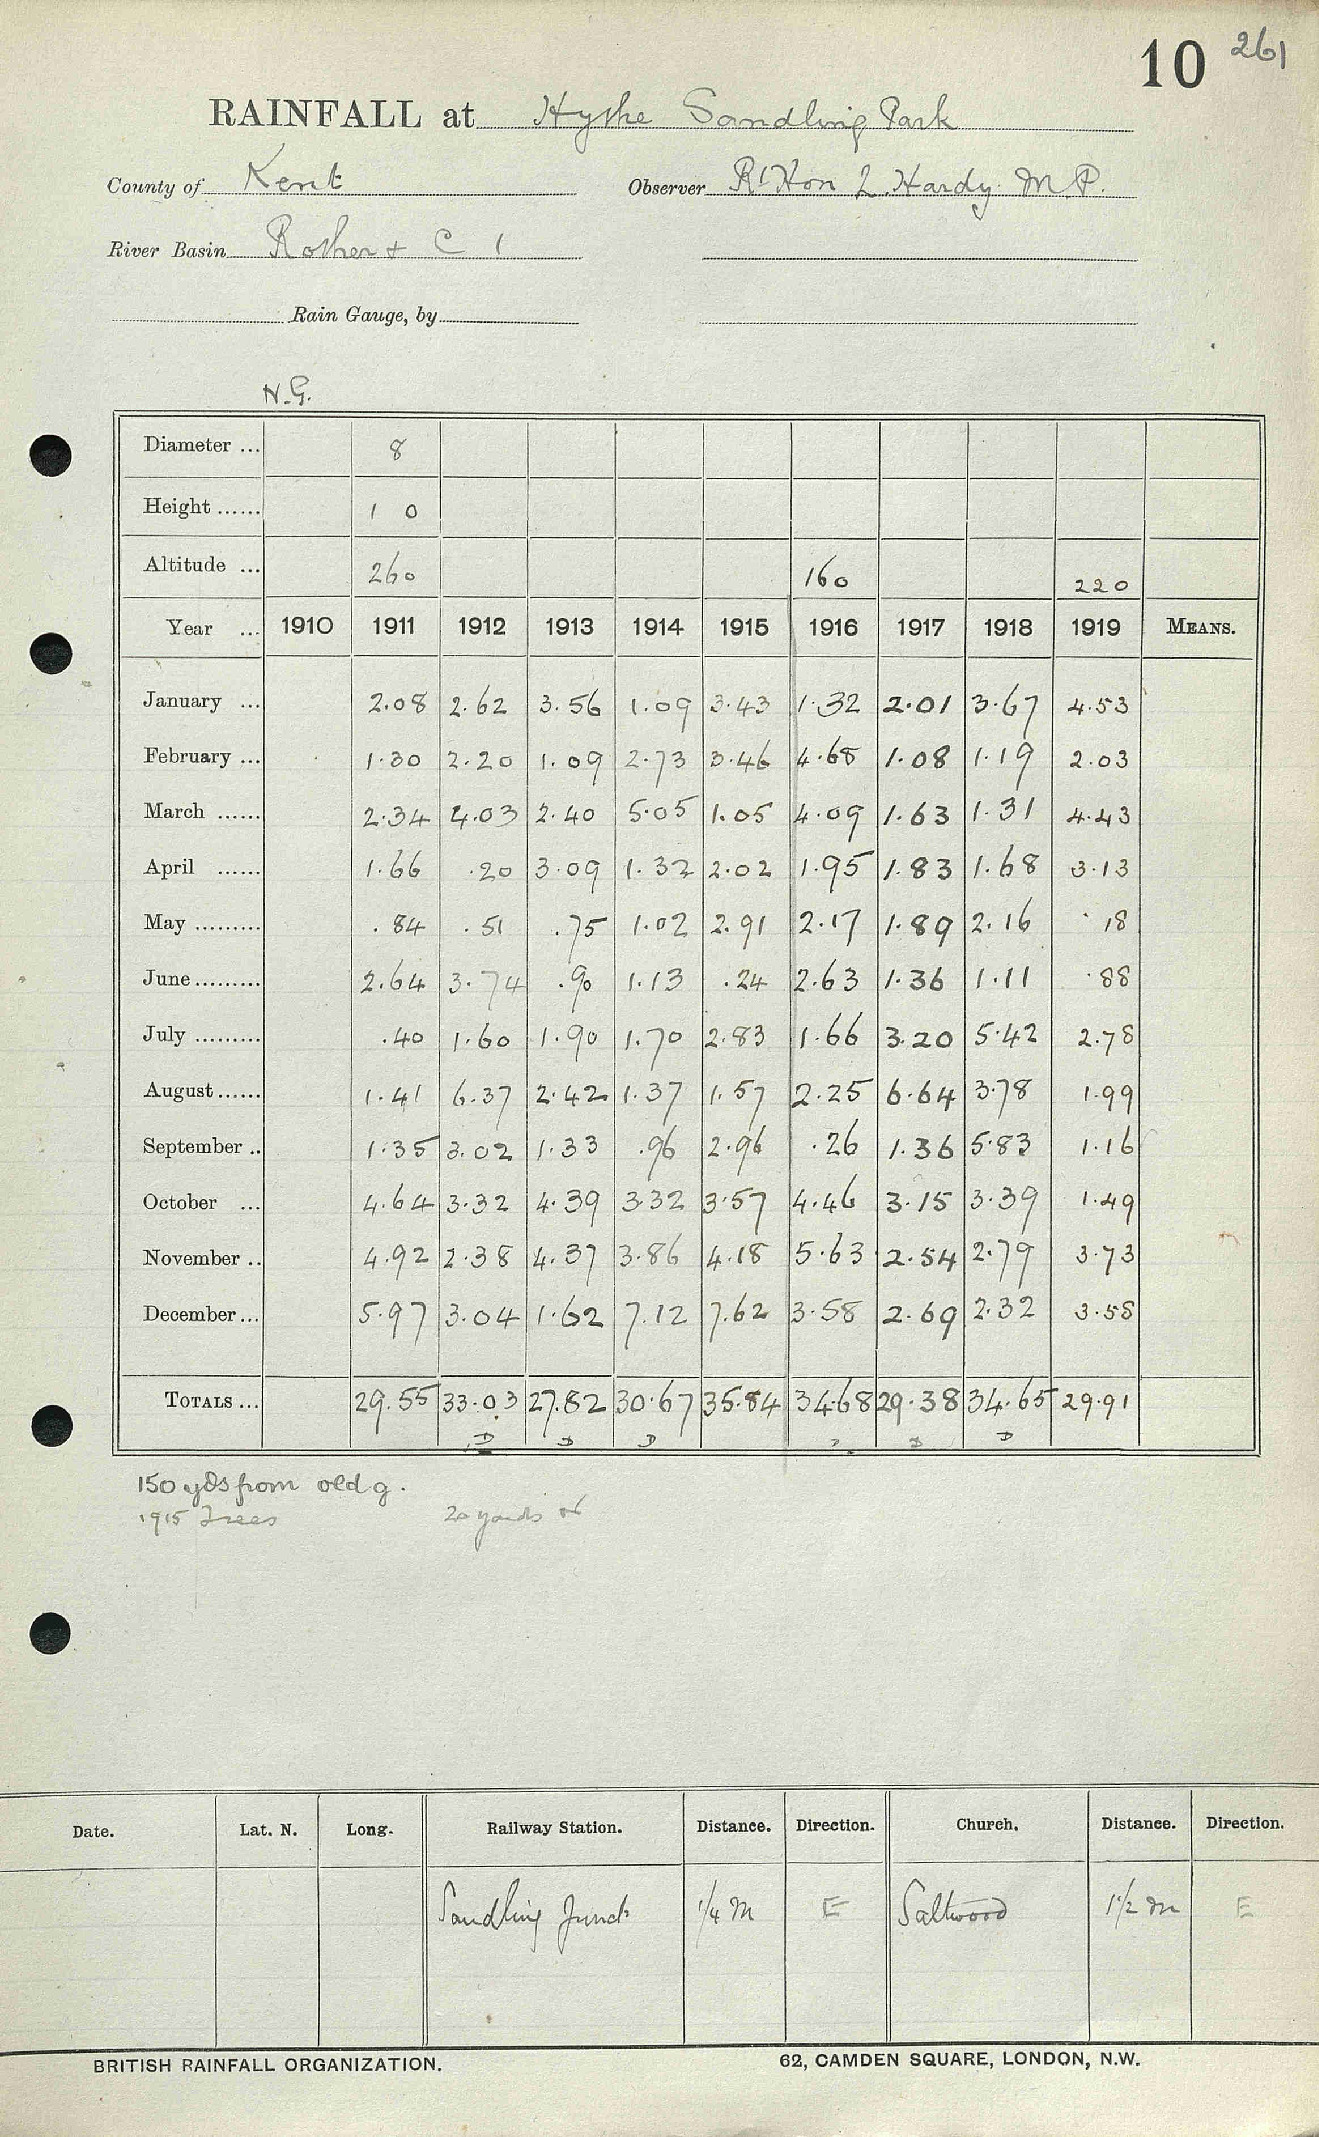 10 261
RAINFALL at Hythe Sandling Park
County of Kent Observer Rt Hon L. Hardy M.P.
River Basin Rother + C 1
Rain Gauge, by
N.G.
Diameter ... 8
Height ...... 1 0
Altitude ... 260 160 220
Year ... 1910 1911 1912 1913 1914 1915 1916 1917 1918 1919 MEANS.
January ... 2.08 2.62 3.56 1.09 3.43 1.32 2.01 3.67 4.53
February ... 1.30 2.20 1.09 2.73 3.46 4.68 1.08 1.19 2.03
March ...... 2.34 4.03 2.40 5.05 1.05 4.09 1.63 1.31 4.43
April ...... 1.66 .20 3.09 1.32 2.02 1.95 1.83 1.68 3.13
May ......... .84 .51 .75 1.02 2.91 2.17 1.89 2.16 .18
June ......... 2.64 3.74 .90 1.13 .24 2.63 1.36 1.11 .88
July ......... .40 1.60 1.90 1.70 2.83 1.66 3.20 5.42 2.78
August ...... 1.41 6.37 2.42 1.37 1.57 2.25 6.64 3.78 1.99
September .. 1.35 3.02 1.33 .96 2.96 .26 1.36 5.83 1.16
October ... 4.64 3.32 4.39 3.32 3.57 4.46 3.15 3.39 1.49
November .. 4.92 2.38 4.37 3.86 4.18 5.63 2.54 2.79 3.73
December ... 5.97 3.04 1.62 7.12 7.62 3.58 2.69 2.32 3.58
TOTALS ... 29.55 33.03 27.82 30.67 35.84 34.68 29.38 34.65 29.91
D D D D D
150 yds from old g.
1915 Trees 20 yards
Date. Lat. N. Long. Railway Station. Distance. Direction. Church. Distance. Direction.
Sandling Junct 1/4 M E Saltwood 1 1/2 m E
BRITISH RAINFALL ORGANIZATION. 62, CAMDEN SQUARE, LONDON, N.W.